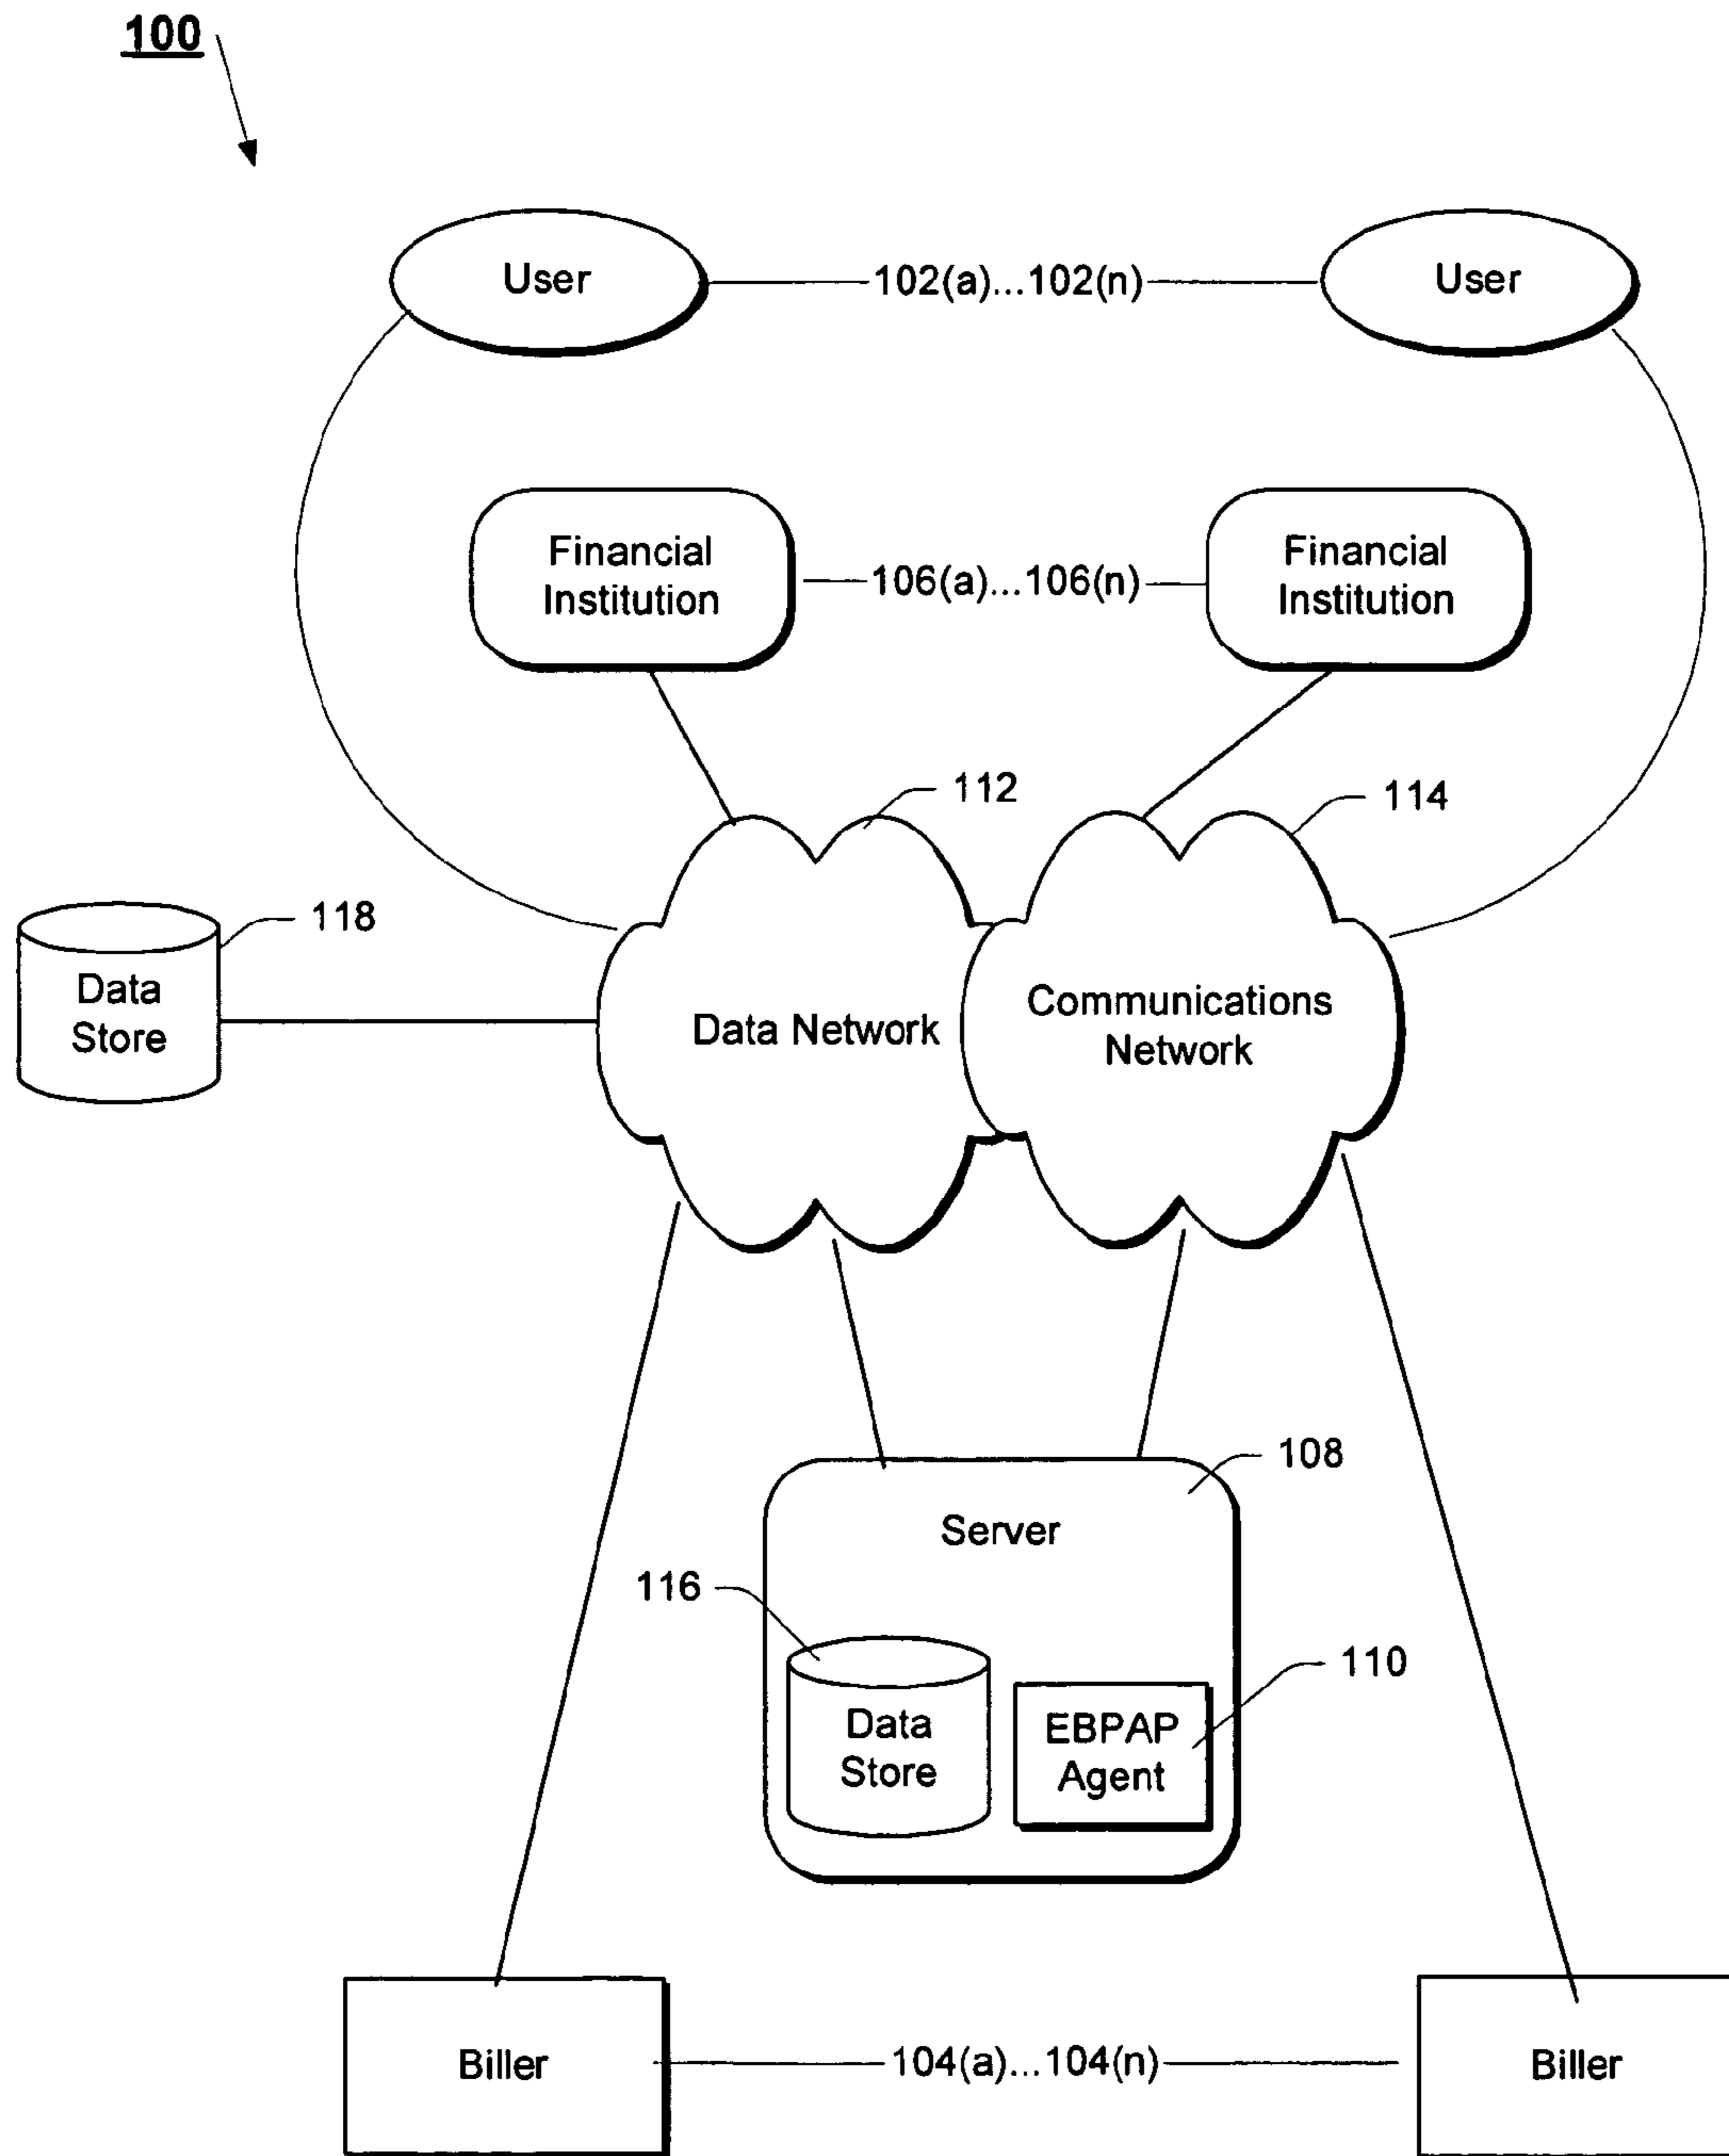 100
User
102(a)...102(n)
User
Financial
Institution
106(a)...106(n)
Financial
Institution
112
114
118
Data
Store
Data Network
Communications
Network
108
Server
116
110
Data
Store
EBPAP
Agent
Biller
104(a)...104(n)
Biller